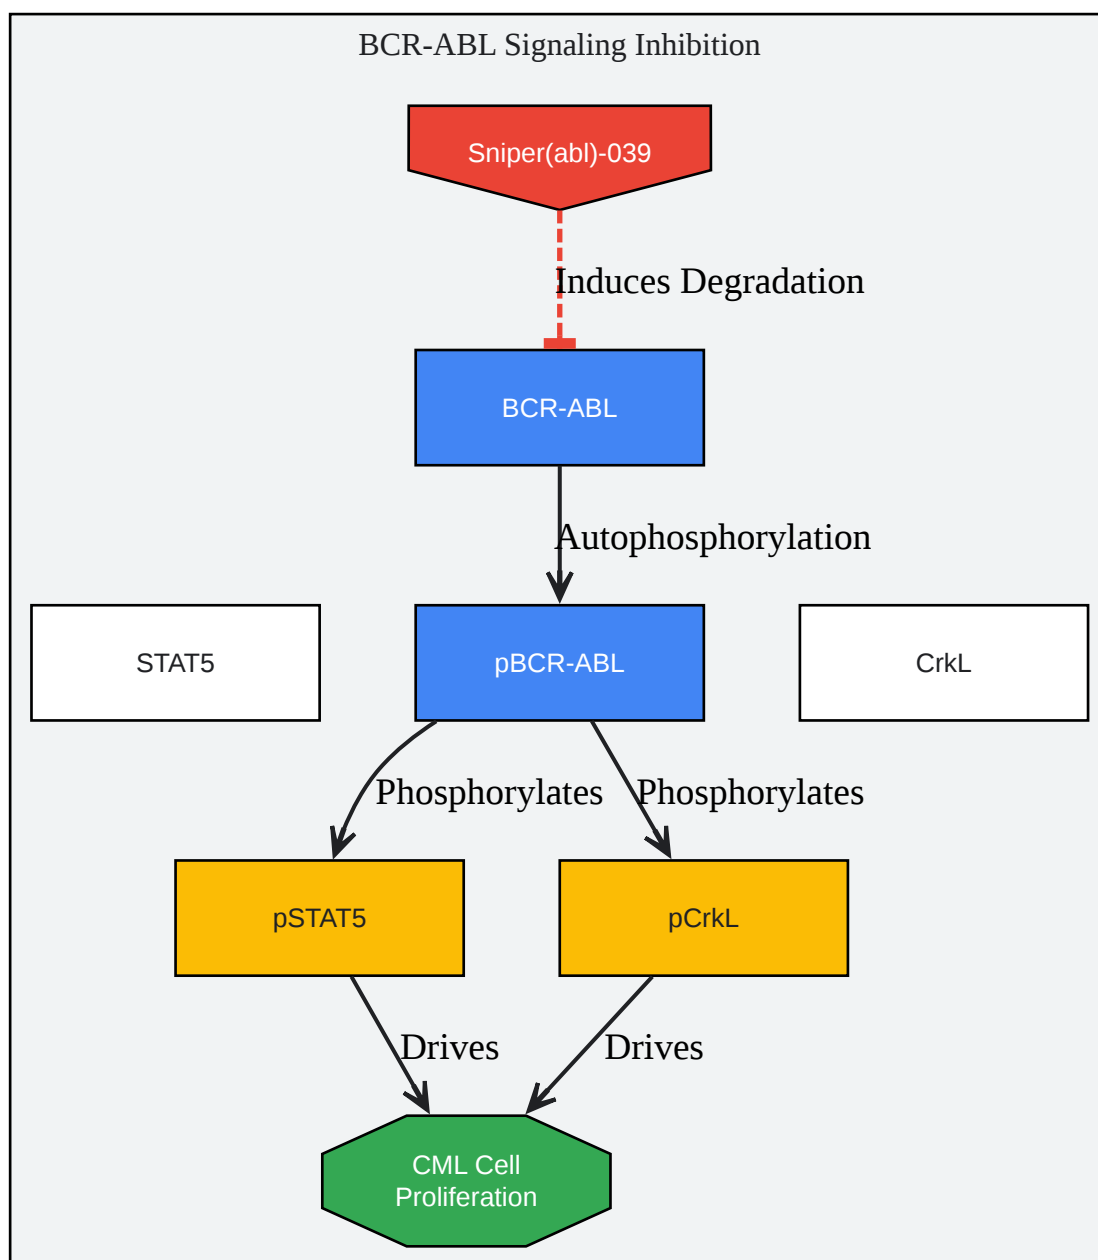 BCR-ABL Signaling Inhibition
Sniper(abl)-039
Induces Degradation
BCR-ABL
Autophosphorylation
STAT5
pBCR-ABL
CrkL
Phosphorylates
Phosphorylates
pSTAT5
pCrkL
Drives
Drives
CML Cell
Proliferation